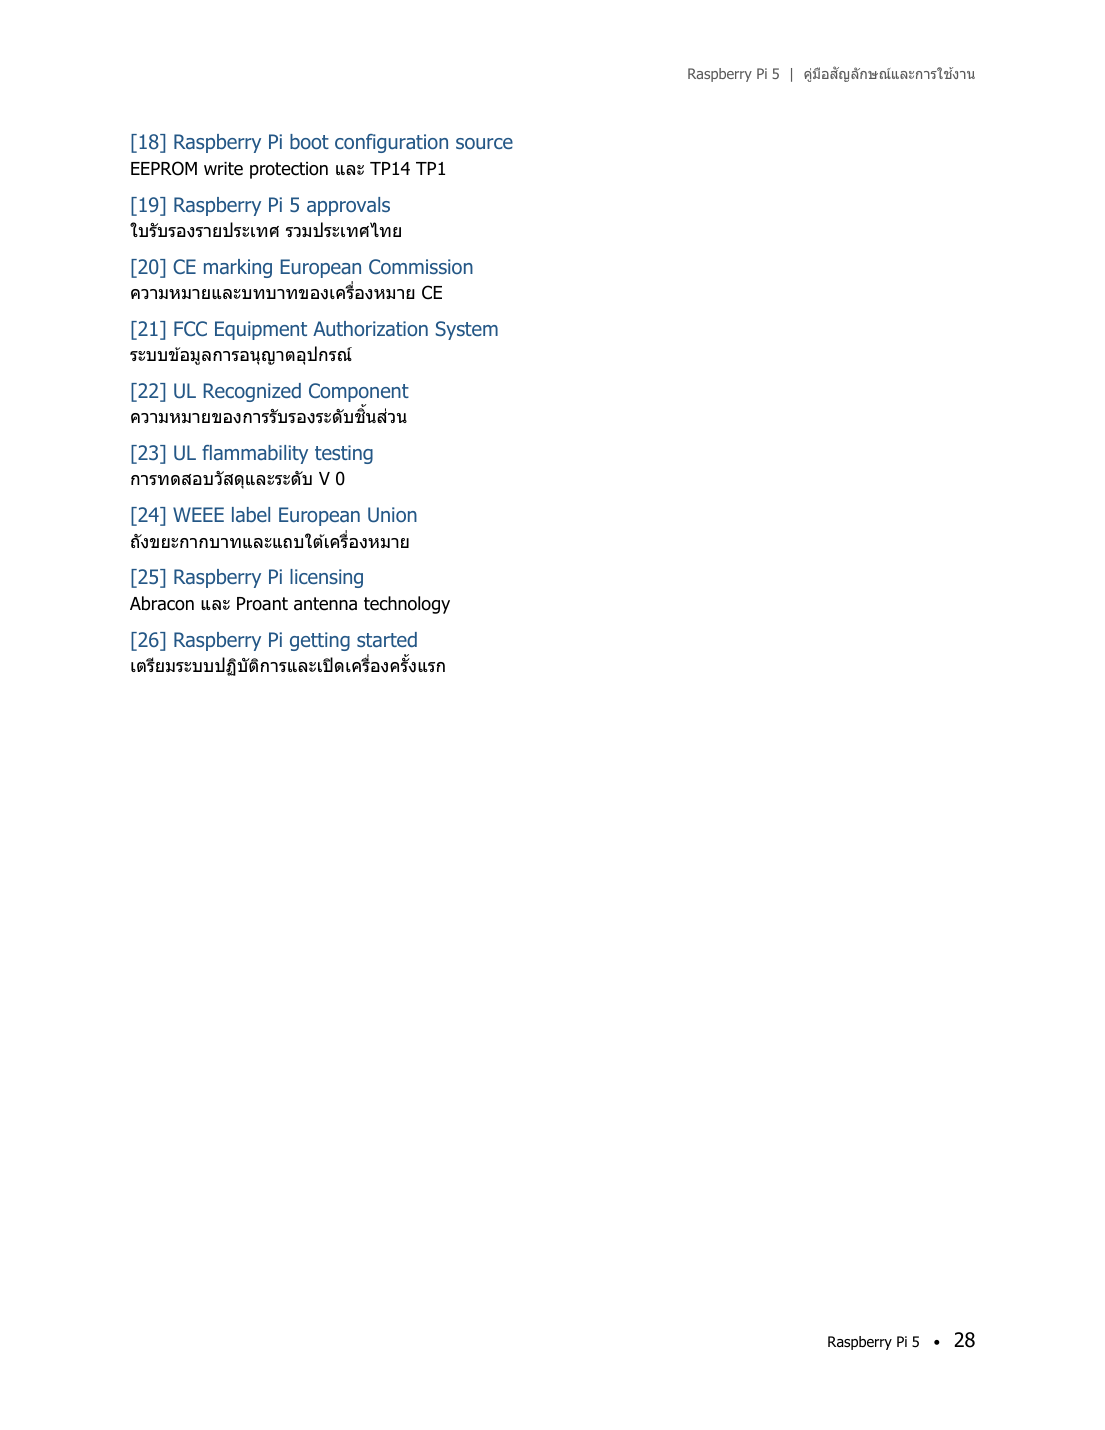 Raspberry Pi 5 | คู่มือสัญลักษณ์และการใช้งาน
[18] Raspberry Pi boot configuration source
EEPROM write protection และ TP14 TP1
[19] Raspberry Pi 5 approvals
ใบรับรองรายประเทศ รวมประเทศไทย
[20] CE marking European Commission
ความหมายและบทบาทของเครื่องหมาย CE
[21] FCC Equipment Authorization System
ระบบข้อมูลการอนุญาตอุปกรณ์
[22] UL Recognized Component
ความหมายของการรับรองระดับชิ้นส่วน
[23] UL flammability testing
การทดสอบวัสดุและระดับ V 0
[24] WEEE label European Union
ถังขยะกากบาทและแถบใต้เครื่องหมาย
[25] Raspberry Pi licensing
Abracon และ Proant antenna technology
[26] Raspberry Pi getting started
เตรียมระบบปฏิบัติการและเปิดเครื่องครั้งแรก
Raspberry Pi 5 • 28